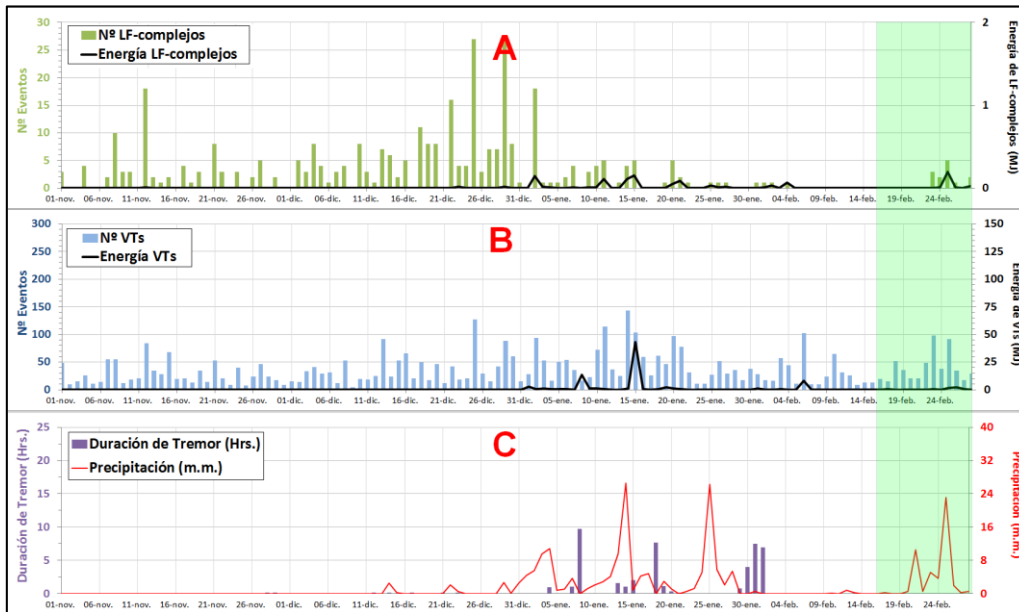 Nº LF-complejos
Energía LF-complejos
A
Nº Eventos
30
25
20
15
10
5
0
2
1
0
Energía de LF-complejos (MJ)
01-nov. 06-nov. 11-nov. 16-nov. 21-nov. 26-nov. 01-dic. 06-dic. 11-dic. 16-dic. 21-dic. 26-dic. 31-dic. 05-ene. 10-ene. 15-ene. 20-ene. 25-ene. 30-ene. 04-feb. 09-feb. 14-feb. 19-feb. 24-feb.
Nº VTs
Energía VTs
B
Nº Eventos
300
250
200
150
100
50
0
150
125
100
75
50
25
0
Energía de VTs (MJ)
01-nov. 06-nov. 11-nov. 16-nov. 21-nov. 26-nov. 01-dic. 06-dic. 11-dic. 16-dic. 21-dic. 26-dic. 31-dic. 05-ene. 10-ene. 15-ene. 20-ene. 25-ene. 30-ene. 04-feb. 09-feb. 14-feb. 19-feb. 24-feb.
Duración de Tremor (Hrs.)
Precipitación (m.m.)
C
Duración de Tremor (Hrs.)
25
20
15
10
5
0
40
32
24
16
8
0
Precipitación (m.m.)
01-nov. 06-nov. 11-nov. 16-nov. 21-nov. 26-nov. 01-dic. 06-dic. 11-dic. 16-dic. 21-dic. 26-dic. 31-dic. 05-ene. 10-ene. 15-ene. 20-ene. 25-ene. 30-ene. 04-feb. 09-feb. 14-feb. 19-feb. 24-feb.